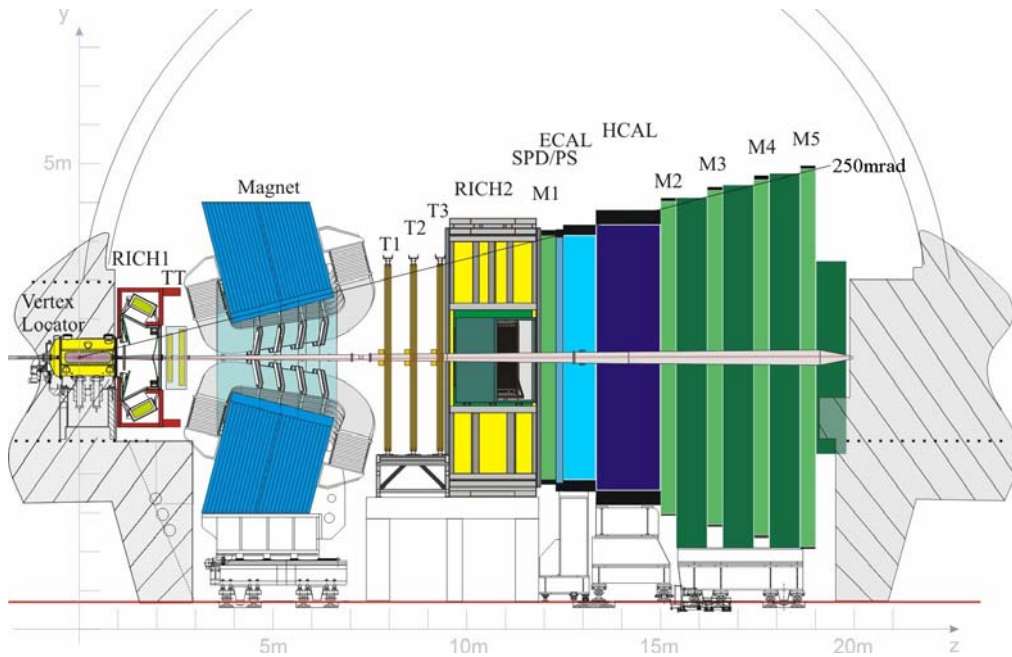 y
5m
ECAL
HCAL
SPD/PS
M1
M2
M3
M4
M5
250mrad
Magnet
RICH2
T1
T2
T3
RICH1
TT
Vertex
Locator
5m
10m
15m
20m
z